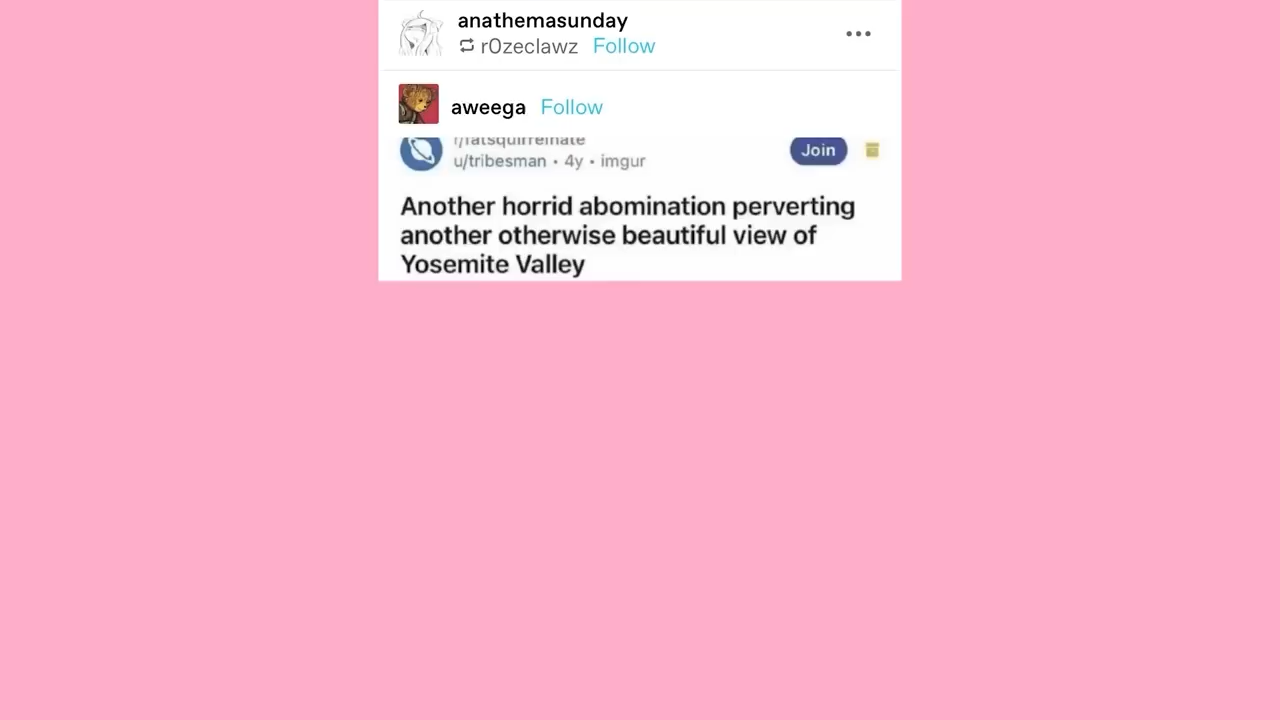 anathemasunday
r0zeclawz Follow
aweega Follow
r/fatsquirrelhate
u/tribesman • 4y • imgur
Join
Another horrid abomination perverting
another otherwise beautiful view of
Yosemite Valley